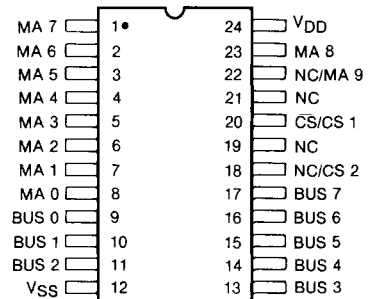 MA 7 1 24 VDD
MA 6 2 23 MA 8
MA 5 3 22 NC/MA 9
MA 4 4 21 NC
MA 3 5 20 CS/CS 1
MA 2 6 19 NC
MA 1 7 18 NC/CS 2
MA 0 8 17 BUS 7
BUS 0 9 16 BUS 6
BUS 1 10 15 BUS 5
BUS 2 11 14 BUS 4
VSS 12 13 BUS 3